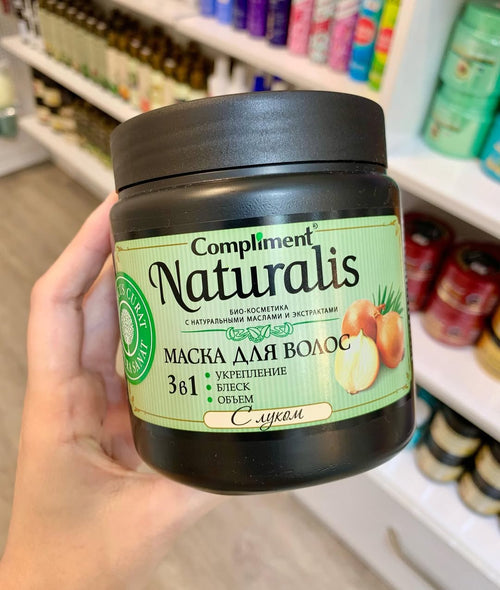 Compliment®
Naturalis
БИО-КОСМЕТИКА
С НАТУРАЛЬНЫМИ МАСЛАМИ И ЭКСТРАКТАМИ
МАСКА ДЛЯ ВОЛОС
3в1
УКРЕПЛЕНИЕ
БЛЕСК
ОБЪЕМ
С луком